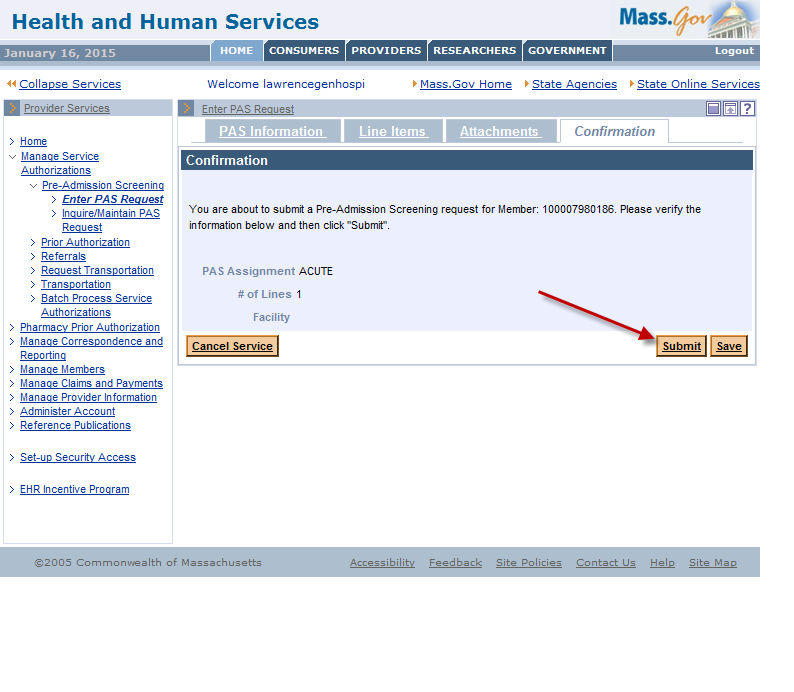 Health and Human Services
Mass.Gov
January 16, 2015
HOME CONSUMERS PROVIDERS RESEARCHERS GOVERNMENT Logout
Collapse Services Welcome lawrencegenhospi Mass.Gov Home State Agencies State Online Services
Provider Services
Home
Manage Service
Authorizations
Pre-Admission Screening
Enter PAS Request
Inquire/Maintain PAS
Request
Prior Authorization
Referrals
Request Transportation
Transportation
Batch Process Service
Authorizations
Pharmacy Prior Authorization
Manage Correspondence and
Reporting
Manage Members
Manage Claims and Payments
Manage Provider Information
Administer Account
Reference Publications
Set-up Security Access
EHR Incentive Program
Enter PAS Request ?
PAS Information Line Items Attachments Confirmation
Confirmation
You are about to submit a Pre-Admission Screening request for Member: 100007980186. Please verify the
information below and then click "Submit".
PAS Assignment ACUTE
# of Lines 1
Facility
Cancel Service Submit Save
©2005 Commonwealth of Massachusetts Accessibility Feedback Site Policies Contact Us Help Site Map